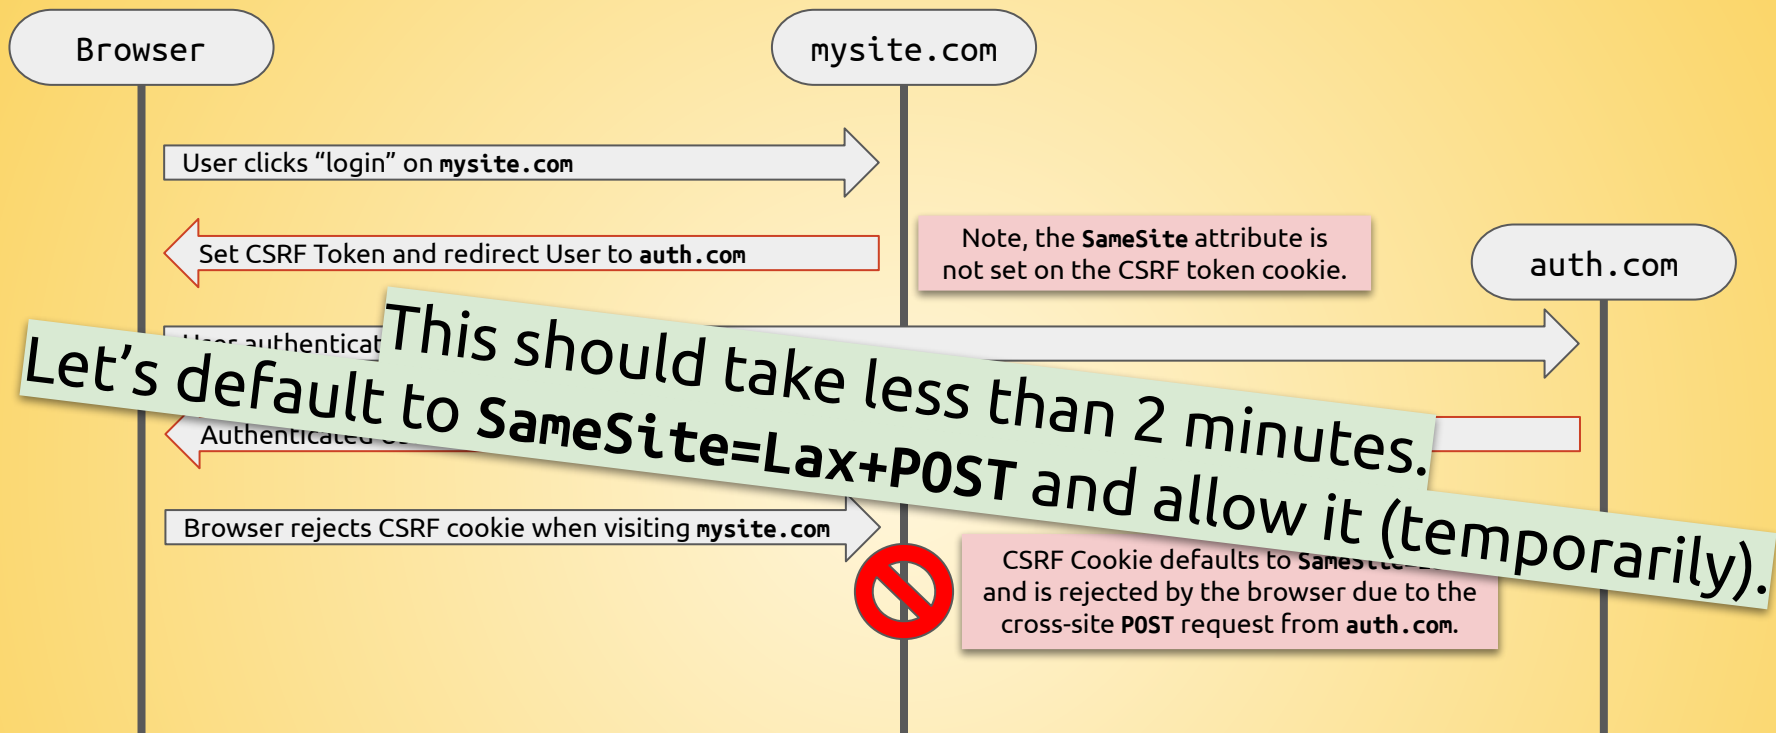 Browser
mysite.com
User clicks “login” on mysite.com
Set CSRF Token and redirect User to auth.com
Note, the SameSite attribute is
not set on the CSRF token cookie.
auth.com
This should take less than 2 minutes.
Let’s default to SameSite=Lax+POST and allow it (temporarily).
Browser rejects CSRF cookie when visiting mysite.com
CSRF Cookie defaults to
and is rejected by the browser due to the
cross-site POST request from auth.com.